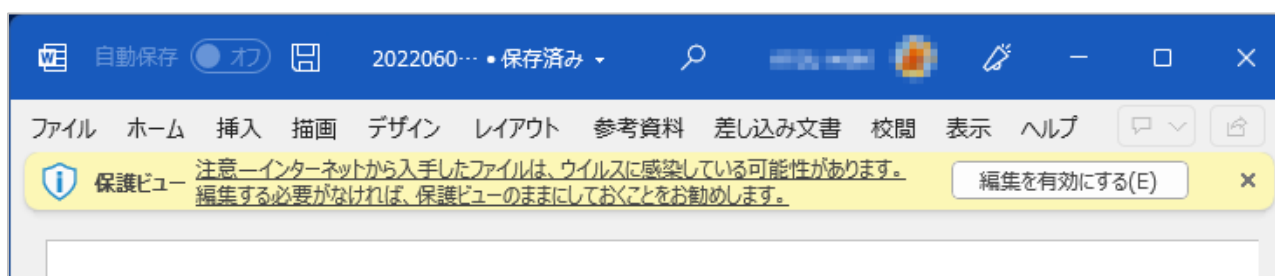 自動保存 オフ 2022060… • 保存済み
ファイル ホーム 挿入 描画 デザイン レイアウト 参考資料 差し込み文書 校閲 表示 ヘルプ
保護ビュー 注意—インターネットから入手したファイルは、ウイルスに感染している可能性があります。
編集する必要がなければ、保護ビューのままにしておくことをお勧めします。 編集を有効にする(E)